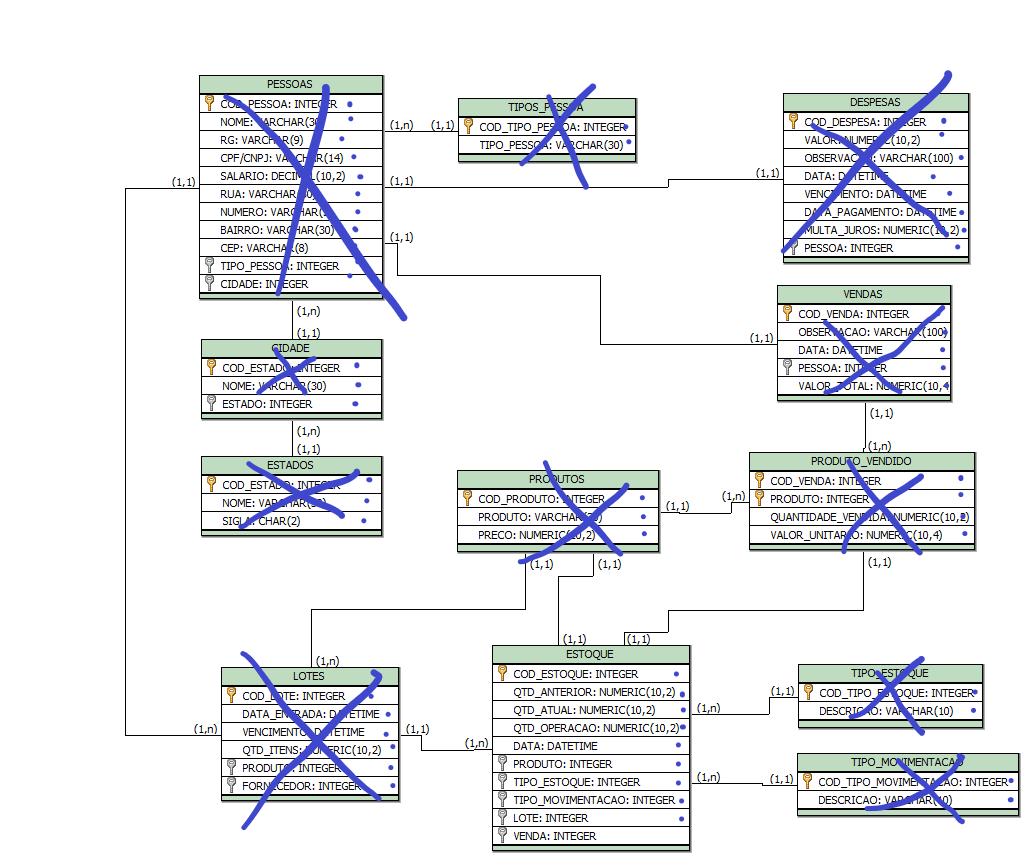 PESSOAS
COD_PESSOA: INTEGER
NOME: VARCHAR(30)
RG: VARCHAR(9)
CPF/CNPJ: VARCHAR(14)
SALARIO: DECIMAL(10,2)
RUA: VARCHAR(30)
NUMERO:
BAIRRO: VARCHAR(30)
CEP: VARCHAR(8)
TIPO_PESSOA: INTEGER
CIDADE: INTEGER
(1,n)
(1,1)
TIPOS_PESSOA
COD_TIPO_PESSOA: INTEGER
TIPO_PESSOA: VARCHAR(30)
(1,1)
(1,1)
(1,1)
(1,1)
(1,1)
DESPESAS
COD_DESPESA: INTEGER
VALOR: NUMERIC(10,2)
OBSERVACAO: VARCHAR(100)
DATA: DATETIME
VENCIMENTO: DATETIME
DATA_PAGAMENTO: DATETIME
MULTA_JUROS: NUMERIC(10,2)
PESSOA: INTEGER
VENDAS
COD_VENDA: INTEGER
OBSERVACAO: VARCHAR(100)
DATA: DATETIME
PESSOA: INTEGER
VALOR_TOTAL: NUMERIC(10,4
(1,n)
(1,1)
CIDADE
COD_ESTADO: INTEGER
NOME: VARCHAR(30)
ESTADO: INTEGER
(1,n)
(1,1)
ESTADOS
COD_ESTADO: INTEGER
NOME: VARCHAR(30)
SIGLA: CHAR(2)
(1,1)
(1,n)
PRODUTOS
COD_PRODUTO: INTEGER
PRODUTO: VARCHAR(30)
PRECO: NUMERIC(10,2)
(1,1)
(1,n)
PRODUTO_VENDIDO
COD_VENDA: INTEGER
PRODUTO: INTEGER
QUANTIDADE_VENDIDA: NUMERIC(10,2)
VALOR_UNITARIO: NUMERIC(10,4)
(1,1)
(1,1)
(1,1)
(1,n)
(1,1)
(1,1)
LOTES
COD_LOTE: INTEGER
DATA_ENTRADA: DATETIME
VENCIMENTO: DATETIME
QTD_ITENS: NUMERIC(10,2)
PRODUTO: INTEGER
FORNECEDOR: INTEGER
(1,n)
(1,1)
(1,n)
ESTOQUE
COD_ESTOQUE: INTEGER
QTD_ANTERIOR: NUMERIC(10,2)
QTD_ATUAL: NUMERIC(10,2)
QTD_OPERACAO: NUMERIC(10,2)
DATA: DATETIME
PRODUTO: INTEGER
TIPO_ESTOQUE: INTEGER
TIPO_MOVIMENTACAO: INTEGER
LOTE: INTEGER
VENDA: INTEGER
(1,n)
(1,1)
TIPO_ESTOQUE
COD_TIPO_ESTOQUE: INTEGER
DESCRICAO: VARCHAR(10)
(1,n)
(1,1)
TIPO_MOVIMENTACAO
COD_TIPO_MOVIMENTACAO: INTEGER
DESCRICAO: VARCHAR(10)